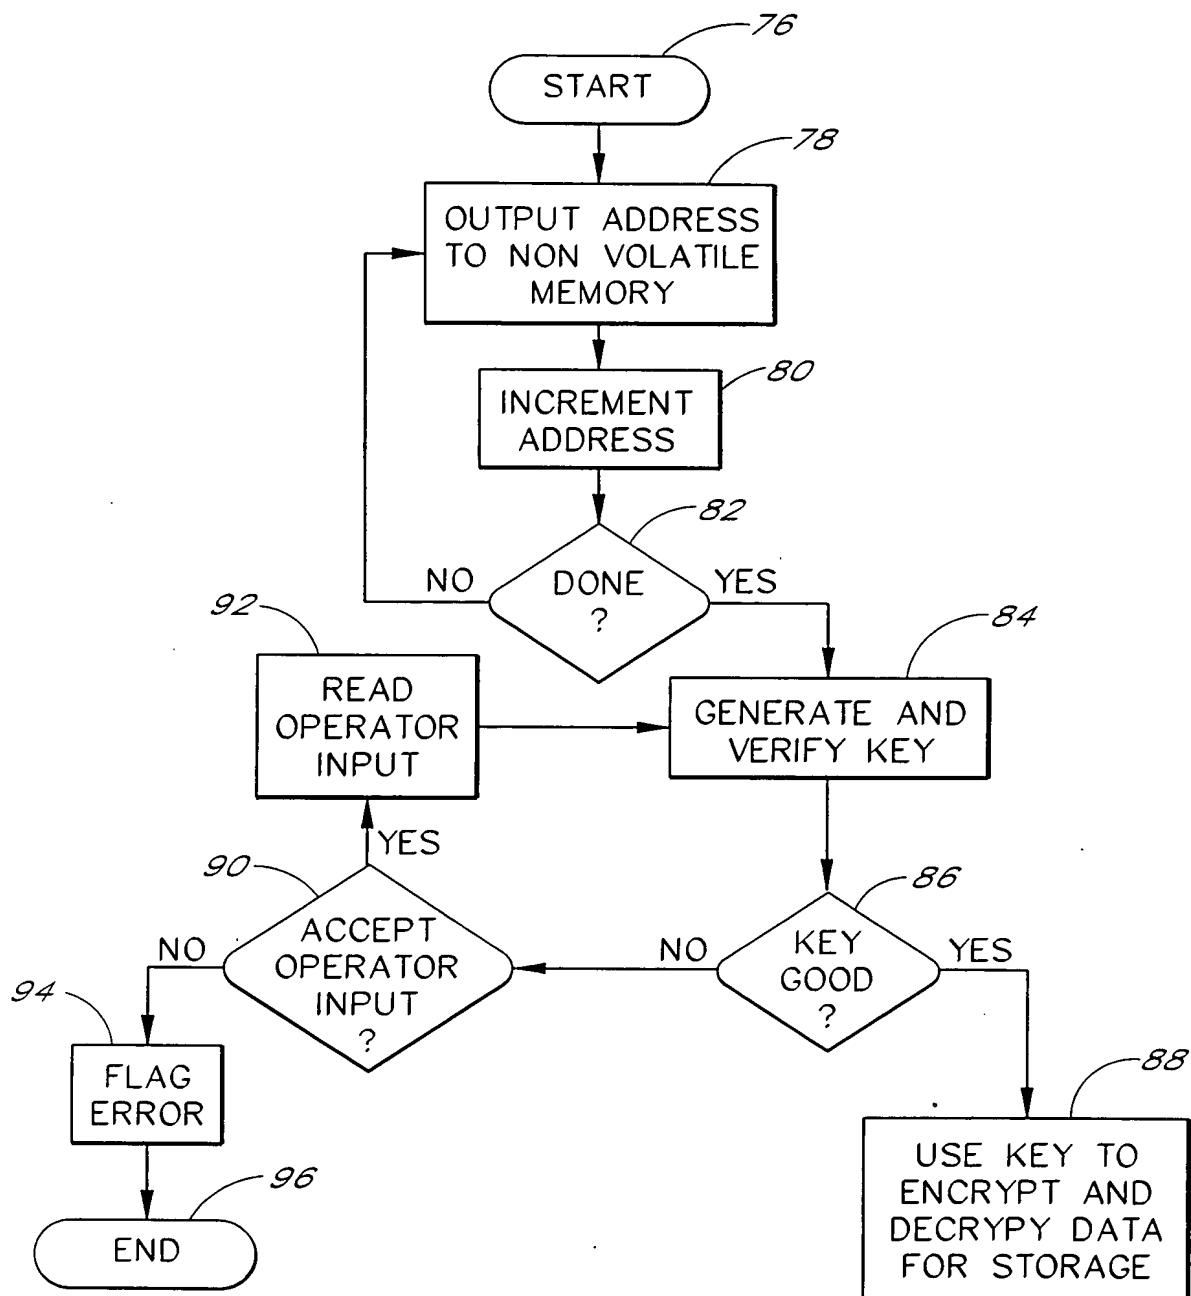 76
START
78
OUTPUT ADDRESS
TO NON VOLATILE
MEMORY
80
INCREMENT
ADDRESS
82
DONE
?
NO
YES
84
GENERATE AND
VERIFY KEY
92
READ
OPERATOR
INPUT
YES
86
KEY
GOOD
?
NO
YES
90
ACCEPT
OPERATOR
INPUT
?
NO
94
FLAG
ERROR
96
END
88
USE KEY TO
ENCRYPT AND
DECRYPY DATA
FOR STORAGE